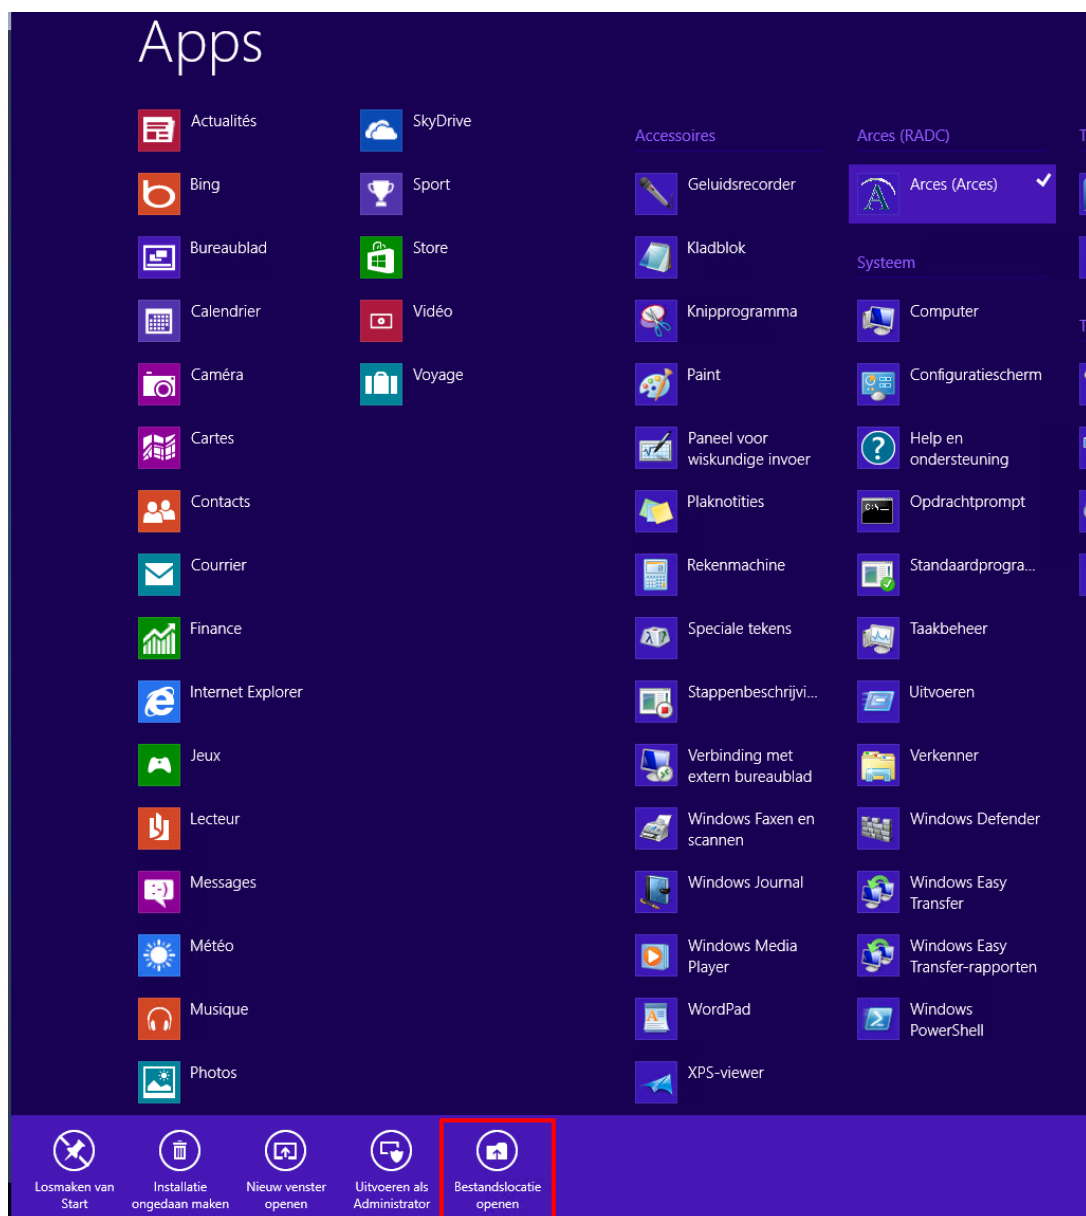 Apps
Actualités
Bing
Bureaublad
Calendrier
Caméra
Cartes
Contacts
Courrier
Finance
Internet Explorer
Jeux
Lecteur
Messages
Météo
Musique
Photos
SkyDrive
Sport
Store
Vidéo
Voyage
Accessoires
Geluidsrecorder
Kladblok
Knipprogramma
Paint
Paneel voor
wiskundige invoer
Plaknotities
Rekenmachine
Speciale tekens
Stappenbeschrijvi...
Verbinding met
extern bureaublad
Windows Faxen en
scannen
Windows Journal
Windows Media
Player
WordPad
XPS-viewer
Arces (RADC)
Arces (Arces)
Systeem
Computer
Configuratiescherm
Help en
ondersteuning
Opdrachtprompt
Standaardprogra...
Taakbeheer
Uitvoeren
Verkenner
Windows Defender
Windows Easy
Transfer
Windows Easy
Transfer-rapporten
Windows
PowerShell
Losmaken van
Start
Installatie
ongedaan maken
Nieuw venster
openen
Uitvoeren als
Administrator
Bestandslocatie
openen